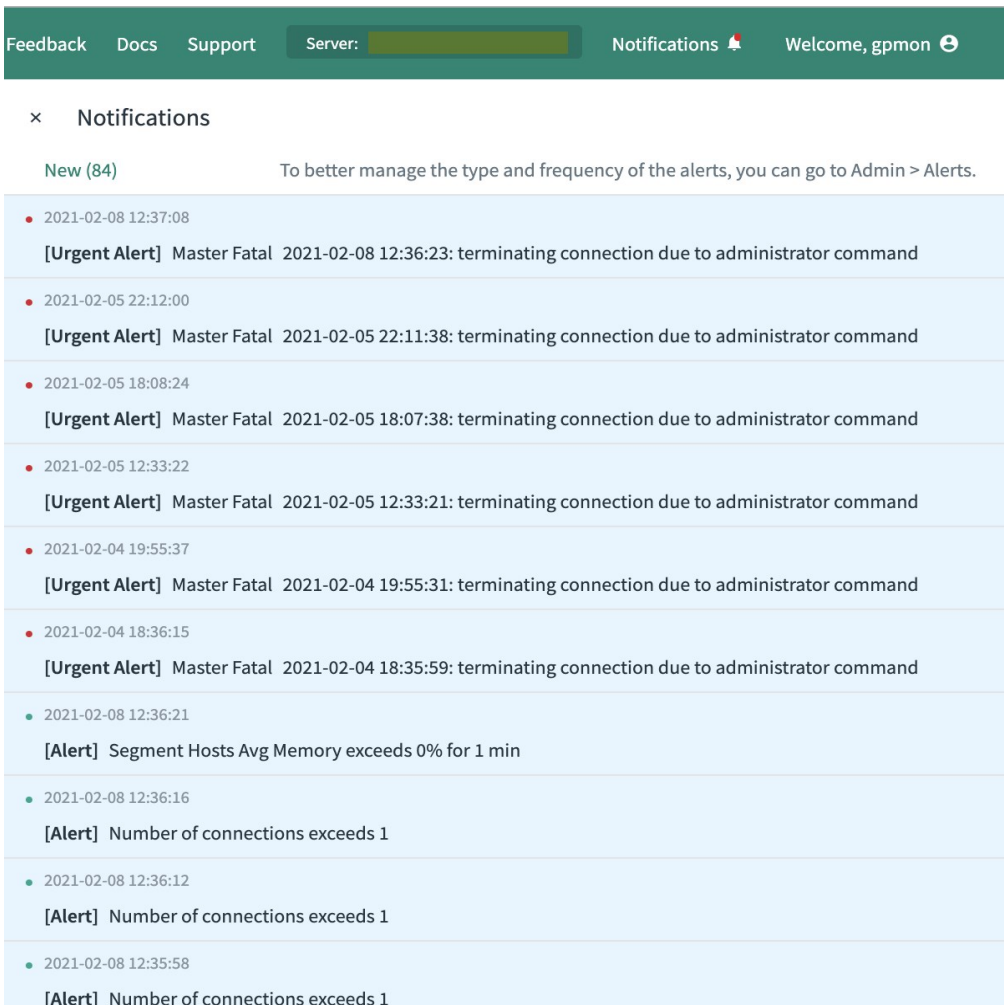 Feedback Docs Support Server: Notifications Welcome, gpmon
× Notifications
New (84) To better manage the type and frequency of the alerts, you can go to Admin > Alerts.
2021-02-08 12:37:08
[Urgent Alert] Master Fatal 2021-02-08 12:36:23: terminating connection due to administrator command
2021-02-05 22:12:00
[Urgent Alert] Master Fatal 2021-02-05 22:11:38: terminating connection due to administrator command
2021-02-05 18:08:24
[Urgent Alert] Master Fatal 2021-02-05 18:07:38: terminating connection due to administrator command
2021-02-05 12:33:22
[Urgent Alert] Master Fatal 2021-02-05 12:33:21: terminating connection due to administrator command
2021-02-04 19:55:37
[Urgent Alert] Master Fatal 2021-02-04 19:55:31: terminating connection due to administrator command
2021-02-04 18:36:15
[Urgent Alert] Master Fatal 2021-02-04 18:35:59: terminating connection due to administrator command
2021-02-08 12:36:21
[Alert] Segment Hosts Avg Memory exceeds 0% for 1 min
2021-02-08 12:36:16
[Alert] Number of connections exceeds 1
2021-02-08 12:36:12
[Alert] Number of connections exceeds 1
2021-02-08 12:35:58
[Alert] Number of connections exceeds 1